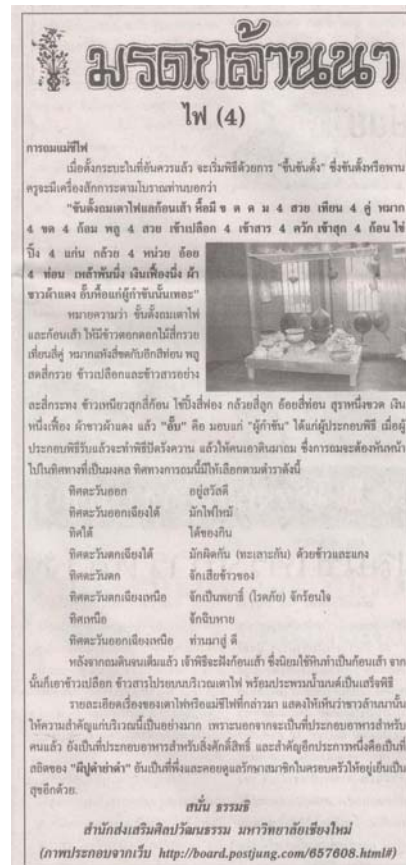 มรดกล้านนา
ไฟ (4)
การถมแม่ชีไฟ
เมื่อตั้งกระบะในที่อันควรแล้ว จะเริ่มพิธีด้วยการ "ขึ้นขันตั้ง" ซึ่งขันตั้งหรือพาน
ครูจะมีเครื่องสักการะตามโบราณท่านบอกว่า
"ขันตั้งถมเตาไฟแลก้อนเส้า หื้อมี ข ต ด ม 4 สวย เทียน 4 คู่ หมาก
4 ขด 4 ก้อม พลู 4 สวย เข้าเปลือก 4 เข้าสาร 4 ควัก เข้าสุก 4 ก้อน ไข่
ปิ้ง 4 แก่น กล้วย 4 หน่วย อ้อย
4 ท่อน เหล้าพันนึ่ง เงินเฟื้องนึ่ง ผ้า
ขาวผ้าแดง อั้นพื้อแก่ผู้กำชันนั้นเทอะ"
หมายความว่า ขั้นตั้งถมเตาไฟ
และก้อนเส้า ให้มีข้าวตอกดอกไม้สี่กรวย
เทียนสี่คู่ หมากแห้งสี่ขดกับอีกสี่ท่อน พลู
สดสี่กรวย ข้าวเปลือกและข้าวสารอย่าง
ละสี่กระทง ข้าวเหนียวสุกสี่ก้อน ไข่ปิ้งสี่ฟอง กล้วยสี่ลูก อ้อยสี่ท่อน สุราหนึ่งขวด เงิน
หนึ่งเฟื้อง ผ้าขาวผ้าแดง แล้ว "อั้บ" คือ มอบแก่ "ผู้กำชัน" ได้แก่ผู้ประกอบพิธี เมื่อผู้
ประกอบพิธีรับแล้วจะทำพิธีปัดรังควาน แล้วให้คนเอาดินมาถม ซึ่งการถมจะต้องหันหน้า
ไปในทิศทางที่เป็นมงคล ทิศทางการถมนี้มีให้เลือกตามตำราดังนี้
ทิศตะวันออก อยู่สวัสดี
ทิศตะวันออกเฉียงใต้ มักไฟไหม้
ทิศใต้ ได้ของกิน
ทิศตะวันตกเฉียงใต้ มักผิดกัน (ทะเลาะกัน) ด้วยข้าวและแกง
ทิศตะวันตก จักเสียข้าวของ
ทิศตะวันตกเฉียงเหนือ จักเป็นพยาธิ์ (โรคภัย) จักร้อนใจ
ทิศเหนือ จักฉิบหาย
ทิศตะวันออกเฉียงเหนือ ท่านมาสู่ ดี
หลังจากถมดินจนเต็มแล้ว เจ้าพิธีจะฝังก้อนเส้า ซึ่งนิยมใช้หินทำเป็นก้อนเส้า จาก
นั้นก็เอาข้าวเปลือก ข้าวสารโปรยบนบริเวณเตาไฟ พร้อมประพรมน้ำมนต์เป็นเสร็จพิธี
รายละเอียดเรื่องของเตาไฟหรือแม่ชีไฟที่กล่าวมา แสดงให้เห็นว่าชาวล้านนานั้น
ให้ความสำคัญแก่บริเวณนี้เป็นอย่างมาก เพราะนอกจากจะเป็นที่ประกอบอาหารสำหรับ
คนแล้ว ยังเป็นที่ประกอบอาหารสำหรับสิ่งศักดิ์สิทธิ์ และสำคัญอีกประการหนึ่งคือเป็นที่
สถิตของ "ผีปู่ดำย่าดำ" อันเป็นที่พึ่งและคอยดูแลรักษาสมาชิกในครอบครัวให้อยู่เย็นเป็น
สุขอีกด้วย.
สนั่น ธรรมธิ
สำนักส่งเสริมศิลปวัฒนธรรม มหาวิทยาลัยเชียงใหม่
(ภาพประกอบจากเว็บ http://board.postjung.com/657608.html#)